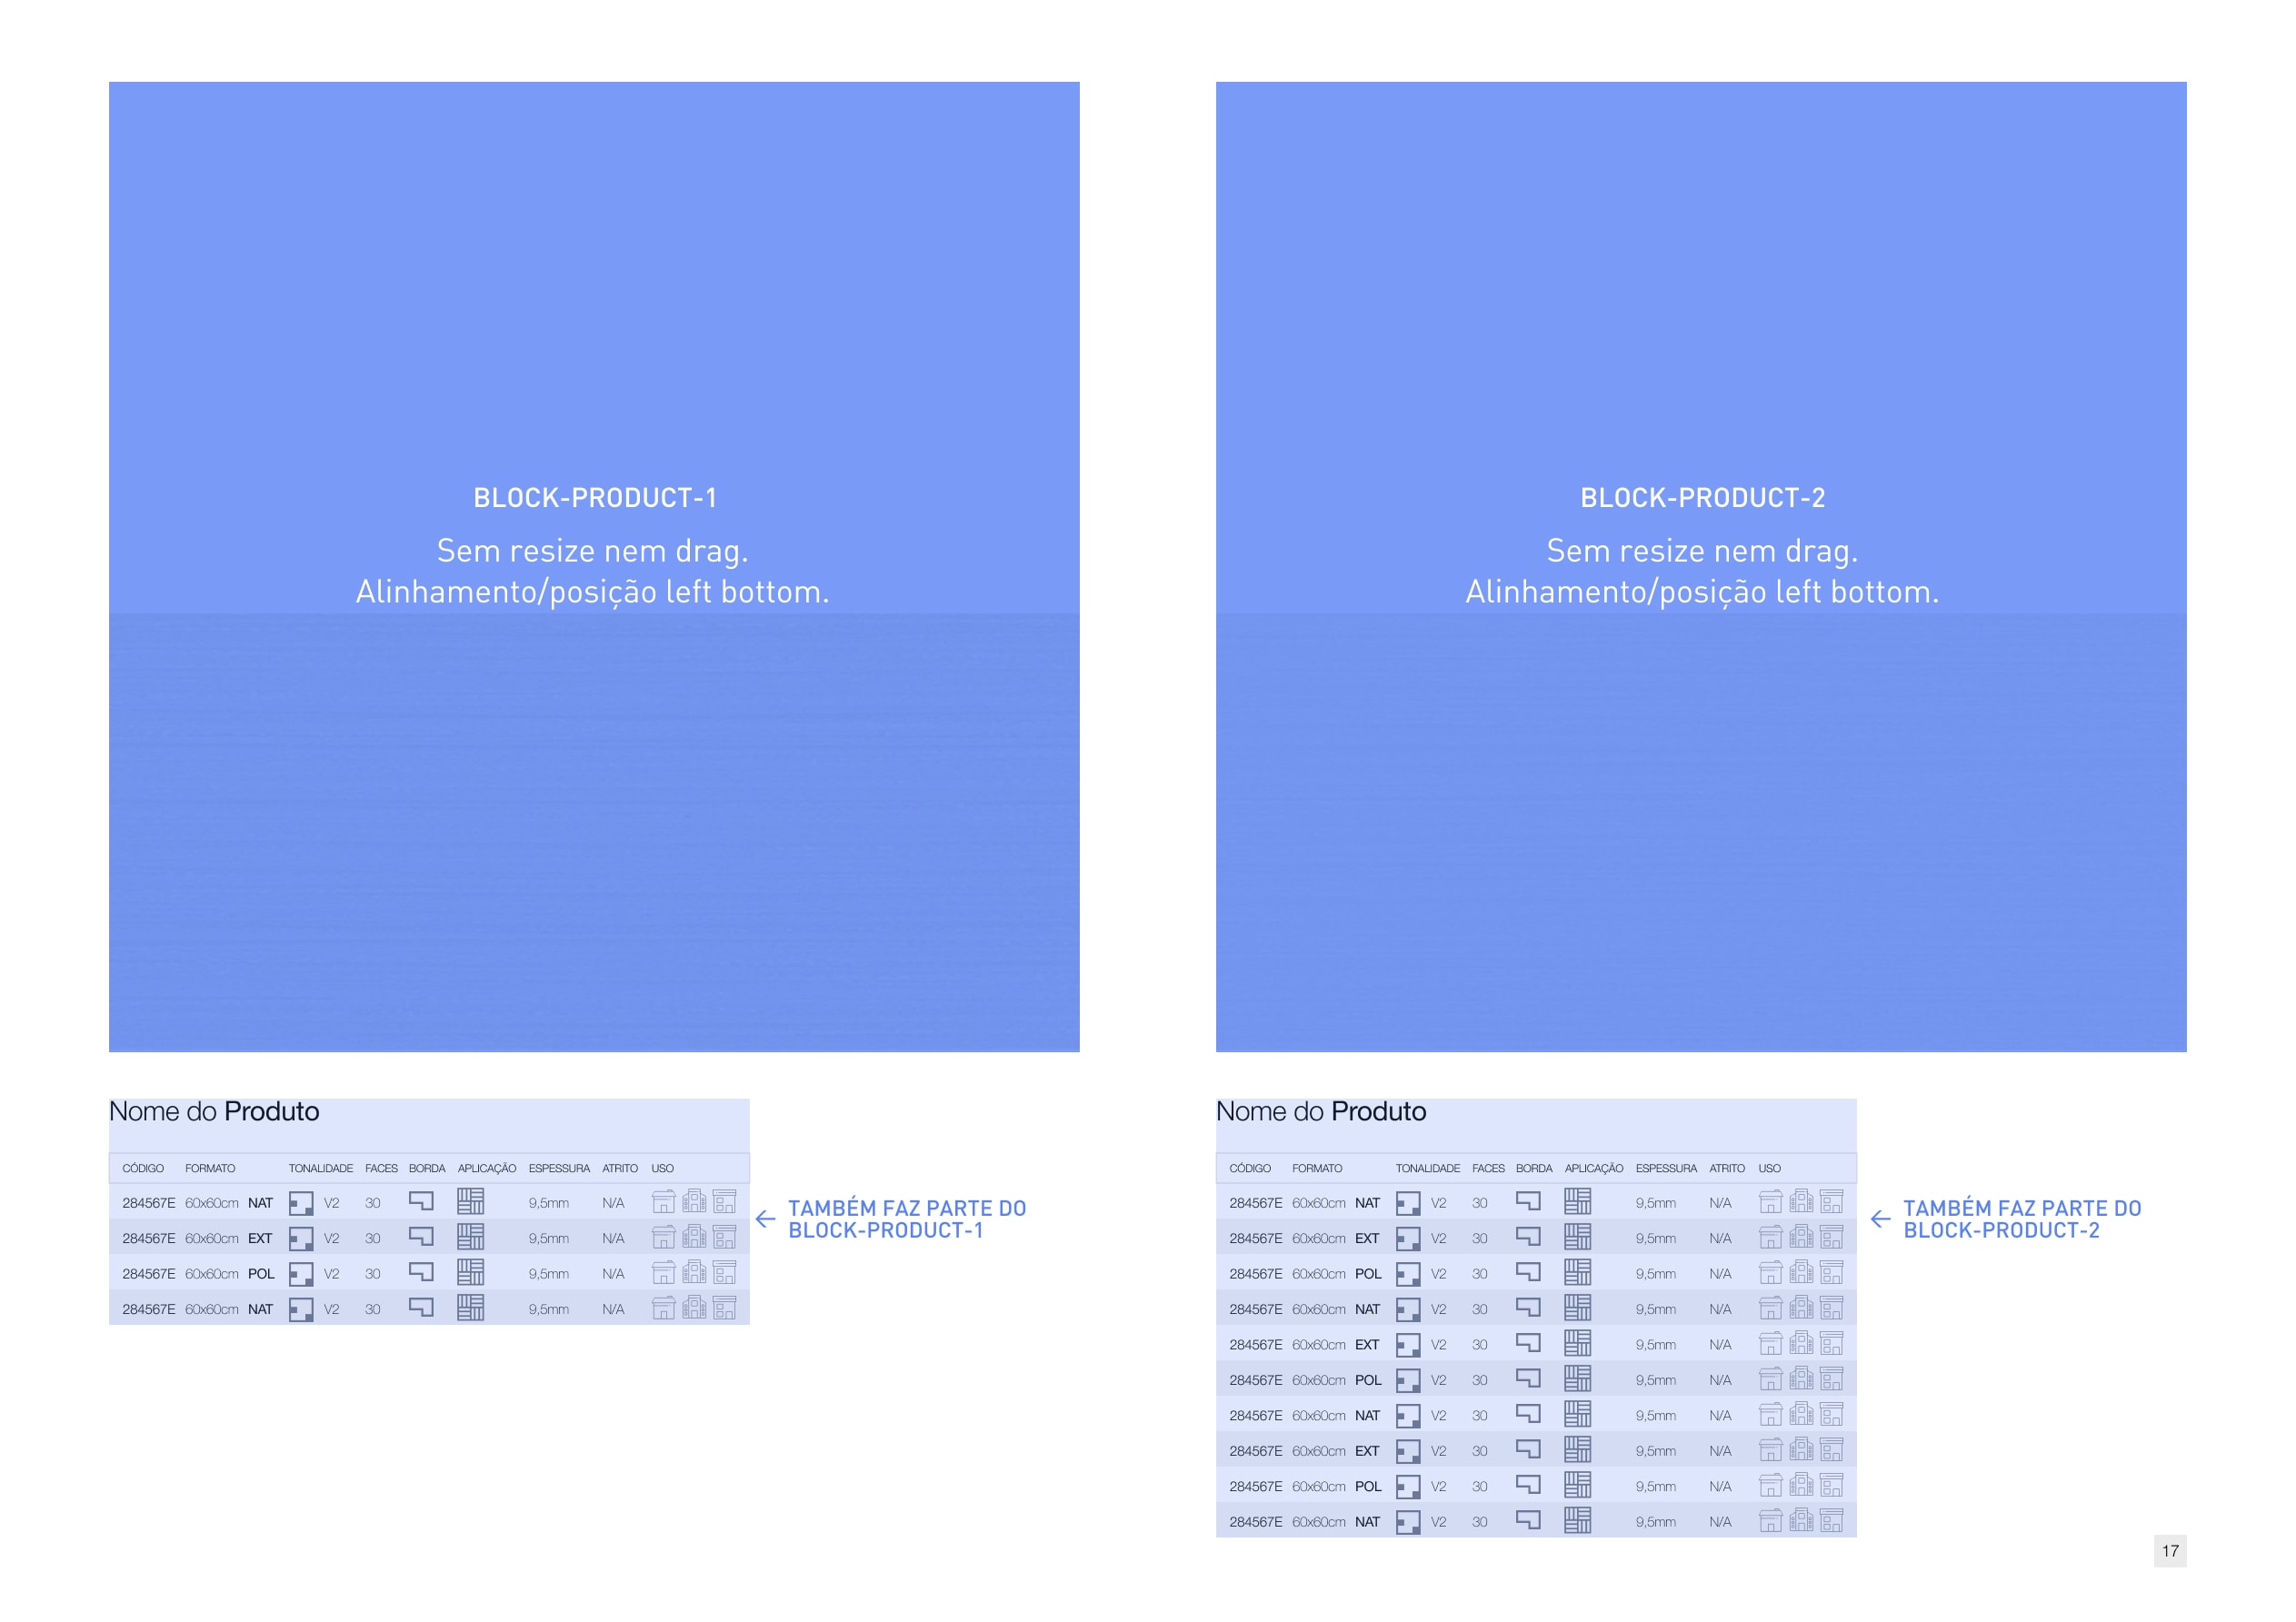 BLOCK-PRODUCT-1
Sem resize nem drag.
Alinhamento/posição left bottom.
Nome do Produto
CÓDIGO FORMATO TONALIDADE FACES BORDA APLICAÇÃO ESPESSURA ATRITO USO
284567E 60x60cm NAT V2 30 9,5mm N/A
284567E 60x60cm EXT V2 30 9,5mm N/A
284567E 60x60cm POL V2 30 9,5mm N/A
284567E 60x60cm NAT V2 30 9,5mm N/A
← TAMBÉM FAZ PARTE DO
BLOCK-PRODUCT-1
BLOCK-PRODUCT-2
Sem resize nem drag.
Alinhamento/posição left bottom.
Nome do Produto
CÓDIGO FORMATO TONALIDADE FACES BORDA APLICAÇÃO ESPESSURA ATRITO USO
284567E 60x60cm NAT V2 30 9,5mm N/A
284567E 60x60cm EXT V2 30 9,5mm N/A
284567E 60x60cm POL V2 30 9,5mm N/A
284567E 60x60cm NAT V2 30 9,5mm N/A
284567E 60x60cm EXT V2 30 9,5mm N/A
284567E 60x60cm POL V2 30 9,5mm N/A
284567E 60x60cm NAT V2 30 9,5mm N/A
284567E 60x60cm EXT V2 30 9,5mm N/A
284567E 60x60cm POL V2 30 9,5mm N/A
284567E 60x60cm NAT V2 30 9,5mm N/A
← TAMBÉM FAZ PARTE DO
BLOCK-PRODUCT-2
17